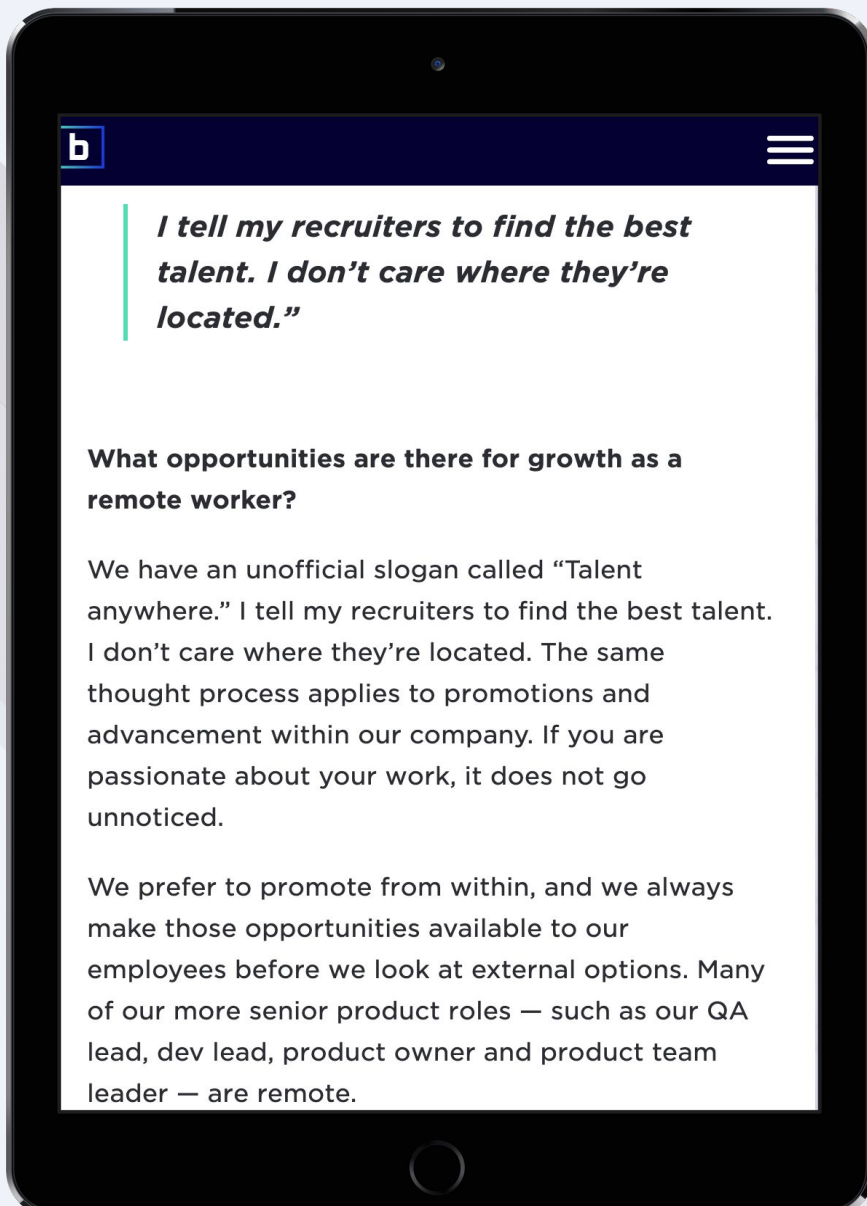 b
I tell my recruiters to find the best
talent. I don’t care where they’re
located.”
What opportunities are there for growth as a
remote worker?
We have an unofficial slogan called “Talent
anywhere.” I tell my recruiters to find the best talent.
I don’t care where they’re located. The same
thought process applies to promotions and
advancement within our company. If you are
passionate about your work, it does not go
unnoticed.
We prefer to promote from within, and we always
make those opportunities available to our
employees before we look at external options. Many
of our more senior product roles — such as our QA
lead, dev lead, product owner and product team
leader — are remote.